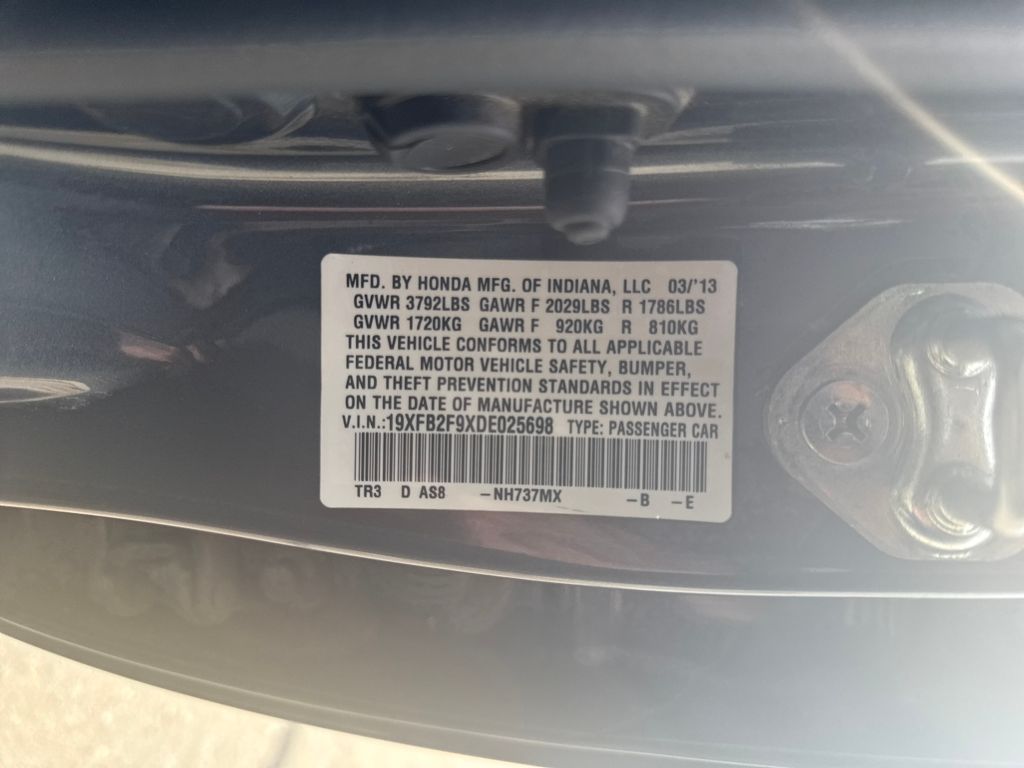 MFD. BY HONDA MFG. OF INDIANA, LLC 03/'13
GVWR 3792LBS GAWR F 2029LBS R 1786LBS
GVWR 1720KG GAWR F 920KG R 810KG
THIS VEHICLE CONFORMS TO ALL APPLICABLE
FEDERAL MOTOR VEHICLE SAFETY, BUMPER,
AND THEFT PREVENTION STANDARDS IN EFFECT
ON THE DATE OF MANUFACTURE SHOWN ABOVE.
V.I.N.:19XFB2F9XDE025698 TYPE: PASSENGER CAR
TR3 D AS8 -NH737MX -B -E